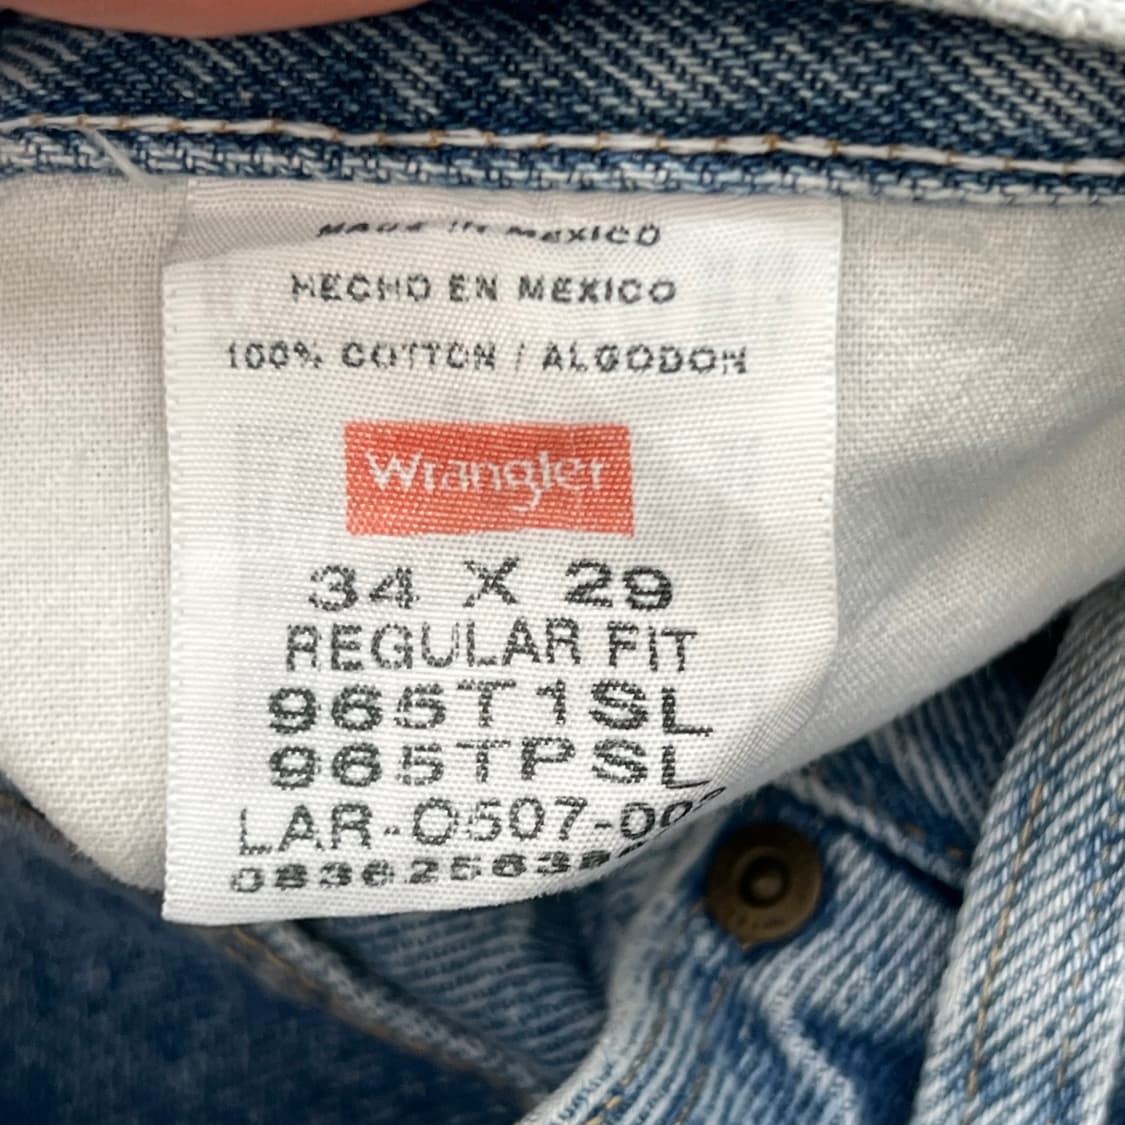 MADE IN MEXICO
HECHO EN MEXICO
100% COTTON / ALGODON
Wrangler
34 X 29
REGULAR FIT
965T1SL
965TPSL